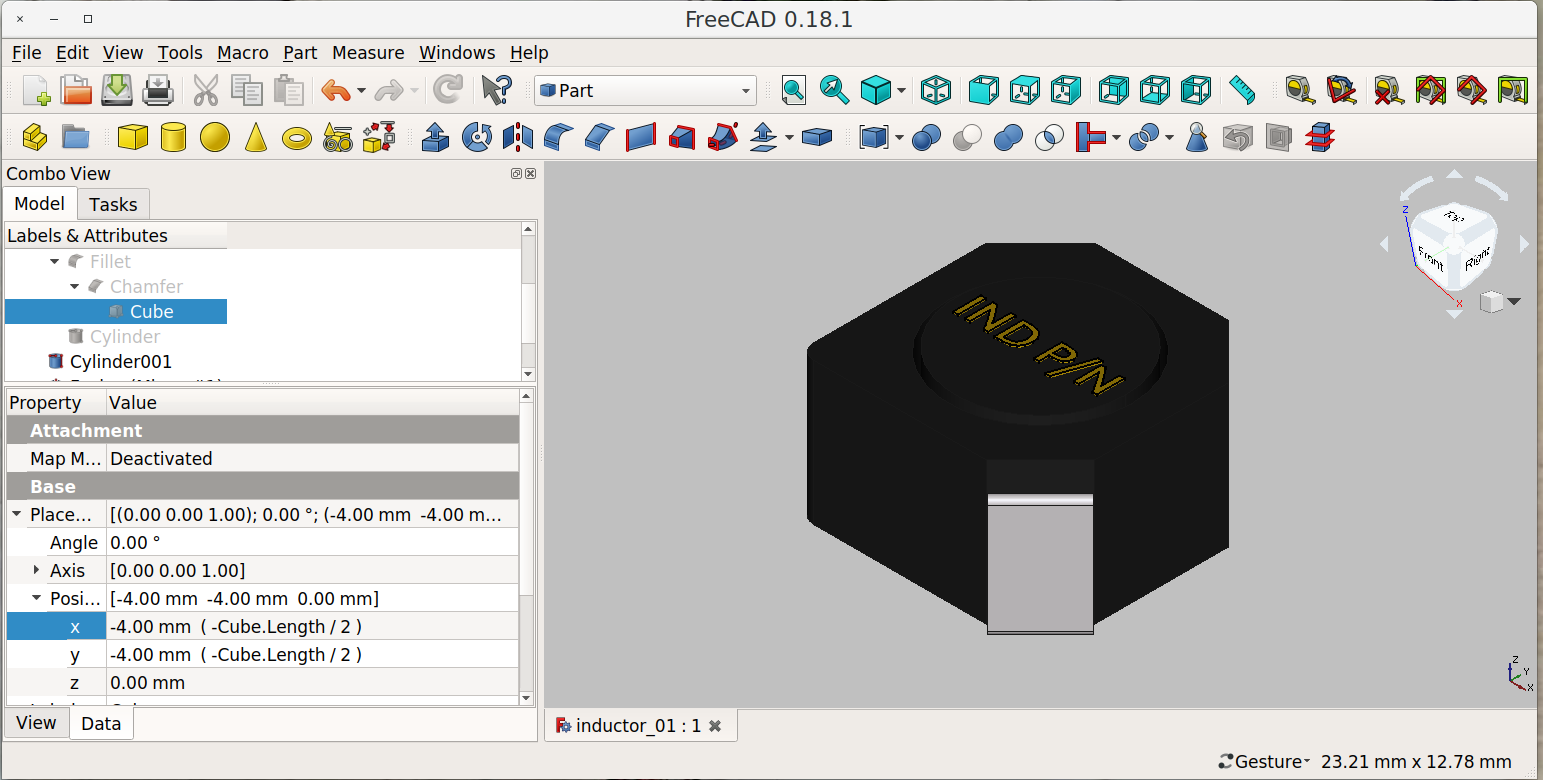 FreeCAD 0.18.1
File Edit View Tools Macro Part Measure Windows Help
Part
Combo View
Model Tasks
Labels & Attributes
Fillet
Chamfer
Cube
Cylinder
Cylinder001
Property Value
Attachment
Map M... Deactivated
Base
Place... [(0.00 0.00 1.00); 0.00 °; (-4.00 mm -4.00 m...
Angle 0.00 °
Axis [0.00 0.00 1.00]
Posi... [-4.00 mm -4.00 mm 0.00 mm]
x -4.00 mm ( -Cube.Length / 2 )
y -4.00 mm ( -Cube.Length / 2 )
z 0.00 mm
View Data
IND P/N
Z
Front Right
X
Z
Y
X
inductor_01 : 1
Gesture 23.21 mm x 12.78 mm